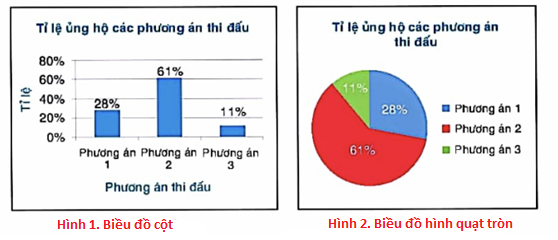 Tỉ lệ ủng hộ các phương án thi đấu
80%
60%
40%
20%
0%
Tỉ lệ
28%
61%
11%
Phương án 1
Phương án 2
Phương án 3
Phương án thi đấu
Hình 1. Biều đồ cột
Tỉ lệ ủng hộ các phương án
thi đấu
11%
28%
61%
Phương án 1
Phương án 2
Phương án 3
Hình 2. Biều đồ hình quạt tròn